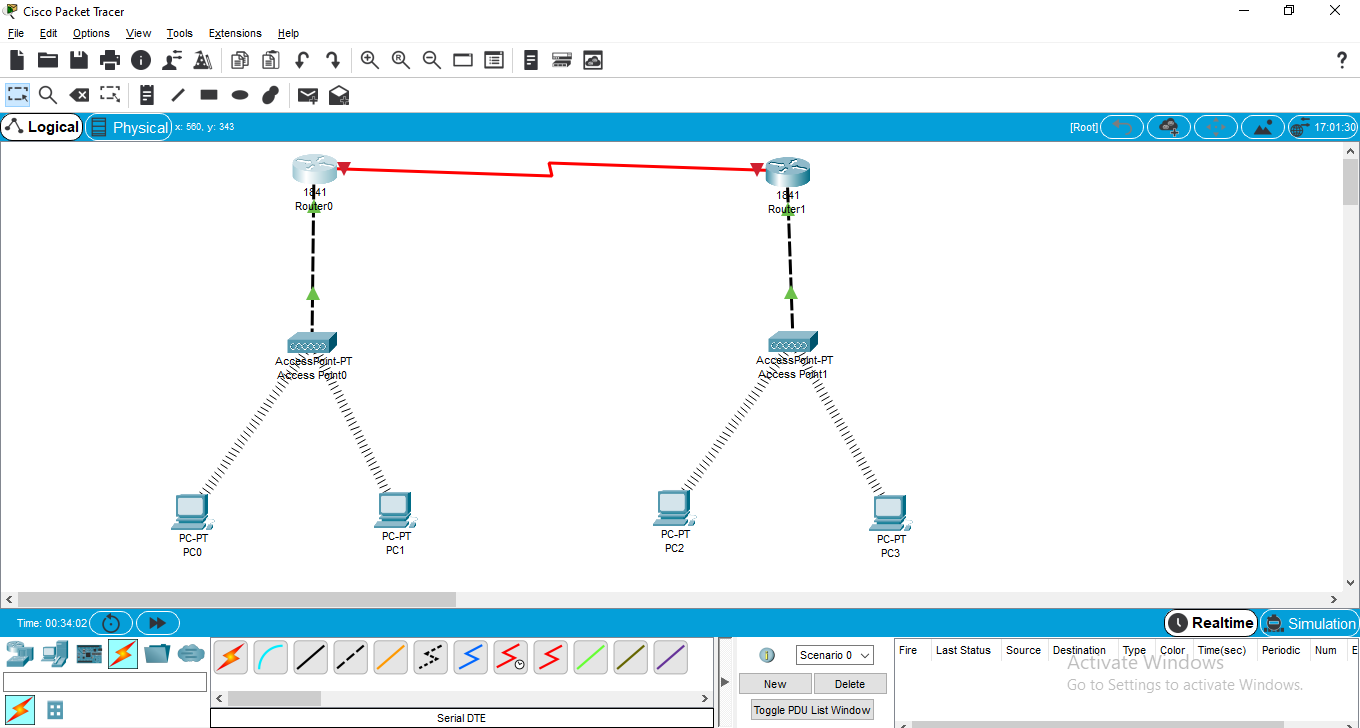 Cisco Packet Tracer
File Edit Options View Tools Extensions Help
?
Logical Physical x: 560, y: 343 [Root] 17:01:30
1841
Router0
1841
Router1
AccessPoint-PT
Access Point0
AccessPoint-PT
Access Point1
PC-PT
PC0
PC-PT
PC1
PC-PT
PC2
PC-PT
PC3
Time: 00:34:02 Realtime Simulation
Scenario 0
New Delete
Toggle PDU List Window
Fire Last Status Source Destination Type Color Time(sec) Periodic Num E
Activate Windows
Go to Settings to activate Windows.
Serial DTE